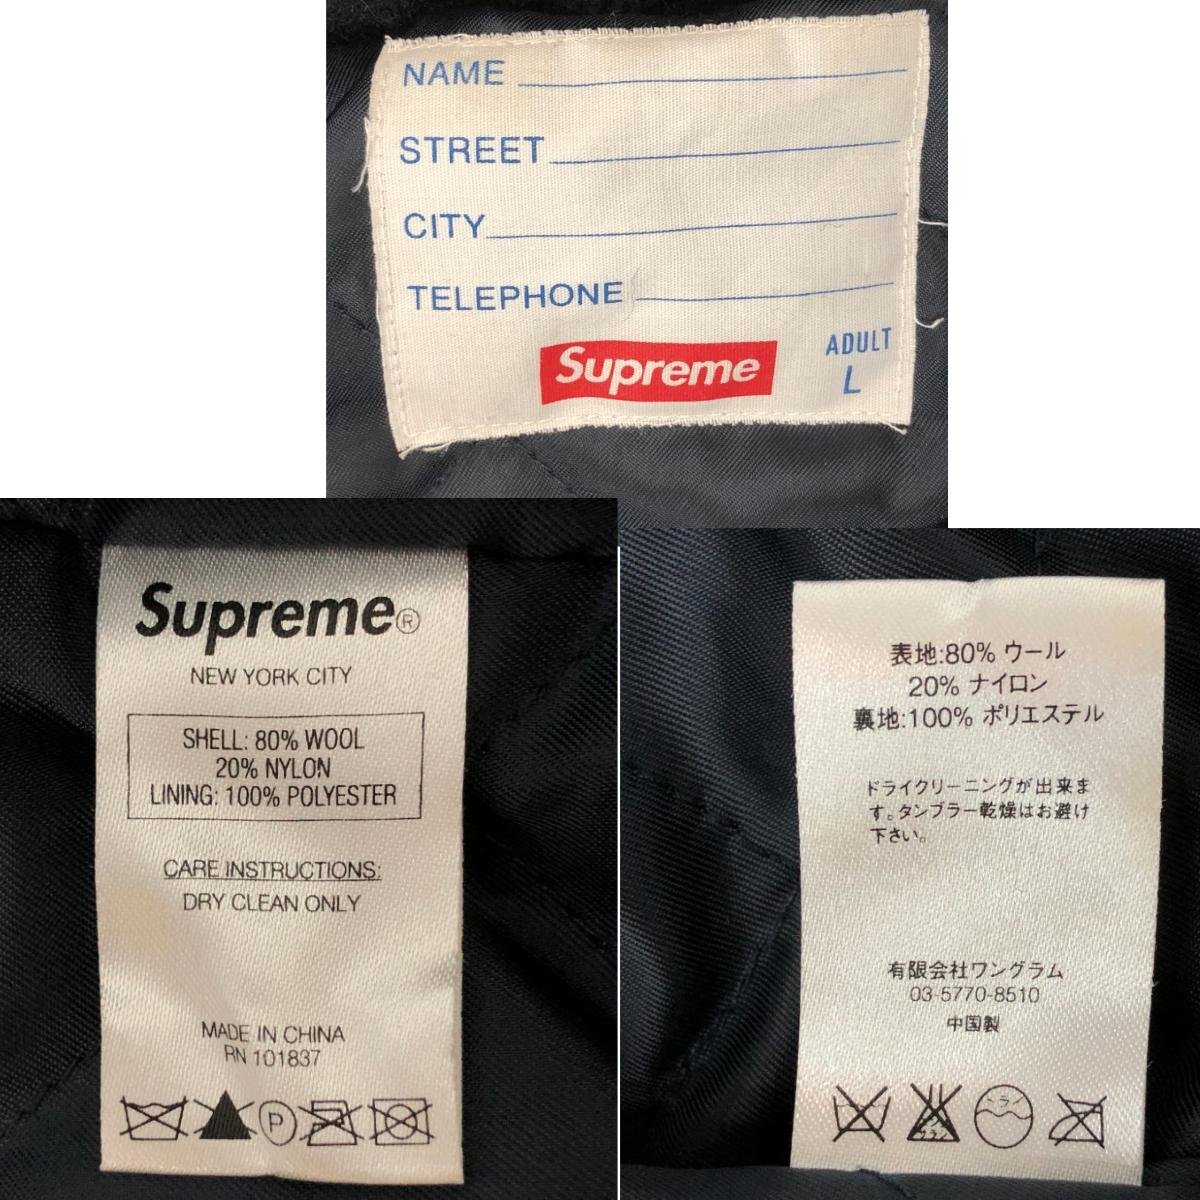 NAME
STREET
CITY
TELEPHONE
Supreme
ADULT
L
Supreme®
NEW YORK CITY
SHELL: 80% WOOL
20% NYLON
LINING: 100% POLYESTER
CARE INSTRUCTIONS:
DRY CLEAN ONLY
MADE IN CHINA
RN 101837
P
表地:80% ウール
20% ナイロン
裏地:100% ポリエステル
ドライクリーニングが出来ま
す。タンブラー乾燥はお避け
下さい。
有限会社ワングラム
03-5770-8510
中国製
ドライ